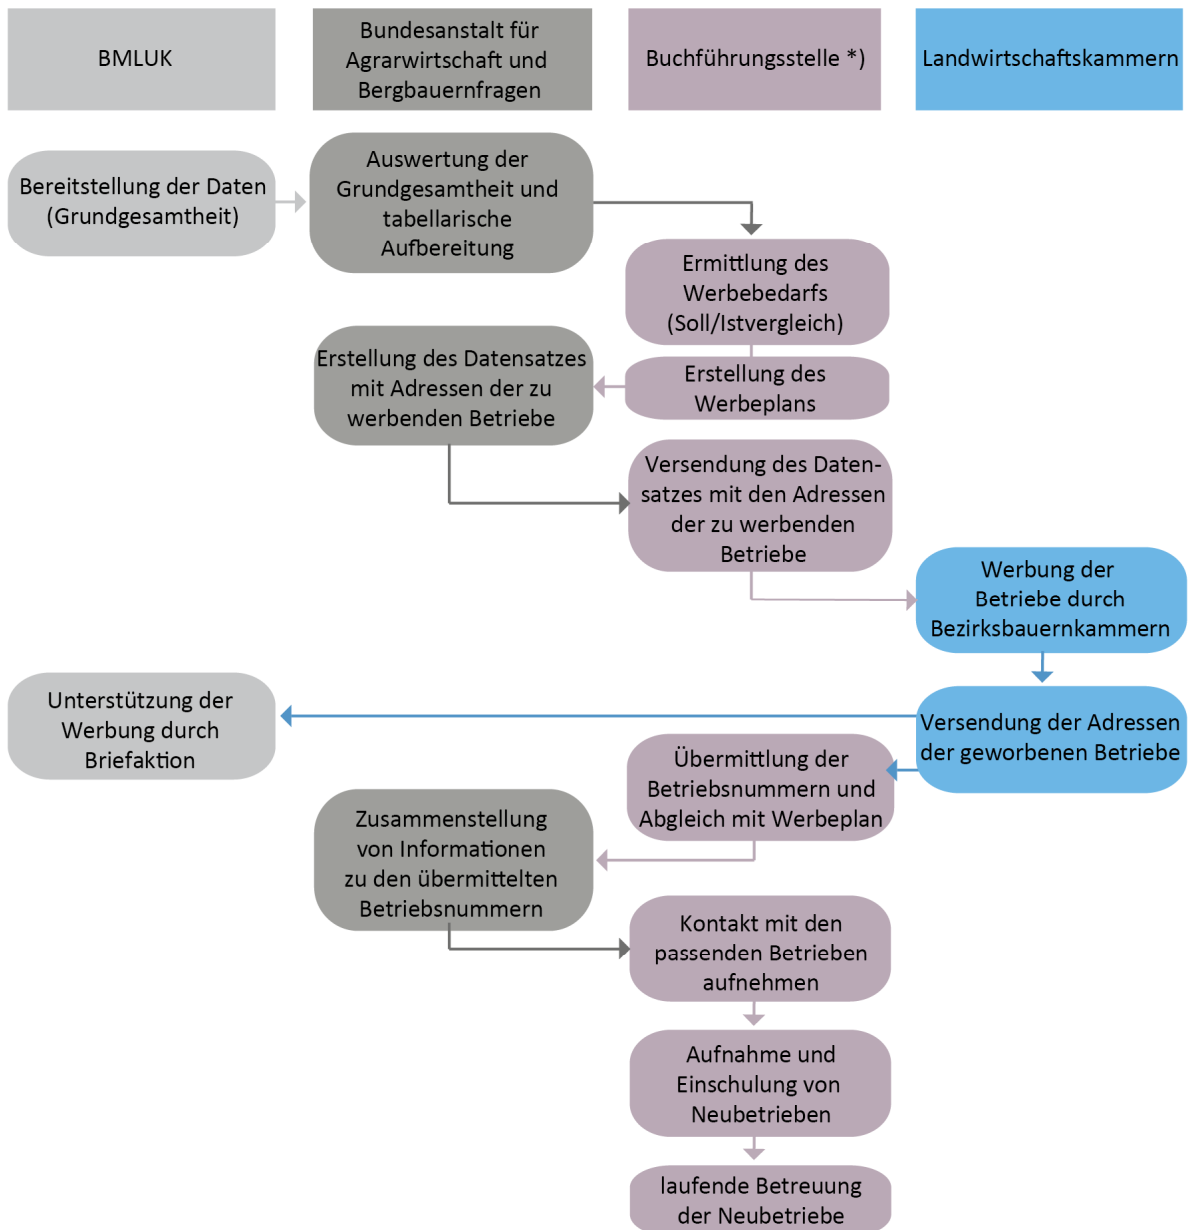 BMLUK
Bundesanstalt für
Agrarwirtschaft und
Bergbauernfragen
Buchführungsstelle *)
Landwirtschaftskammern
Bereitstellung der Daten
(Grundgesamtheit)
Auswertung der
Grundgesamtheit und
tabellarische
Aufbereitung
Ermittlung des
Werbebedarfs
(Soll/Istvergleich)
Erstellung des
Werbeplans
Erstellung des Datensatzes
mit Adressen der zu
werbenden Betriebe
Versendung des Daten-
satzes mit den Adressen
der zu werbenden
Betriebe
Werbung der
Betriebe durch
Bezirksbauernkammern
Versendung der Adressen
der geworbenen Betriebe
Unterstützung der
Werbung durch
Briefaktion
Übermittlung der
Betriebsnummern und
Abgleich mit Werbeplan
Zusammenstellung
von Informationen
zu den übermittelten
Betriebsnummern
Kontakt mit den
passenden Betrieben
aufnehmen
Aufnahme und
Einschulung von
Neubetrieben
laufende Betreuung
der Neubetriebe